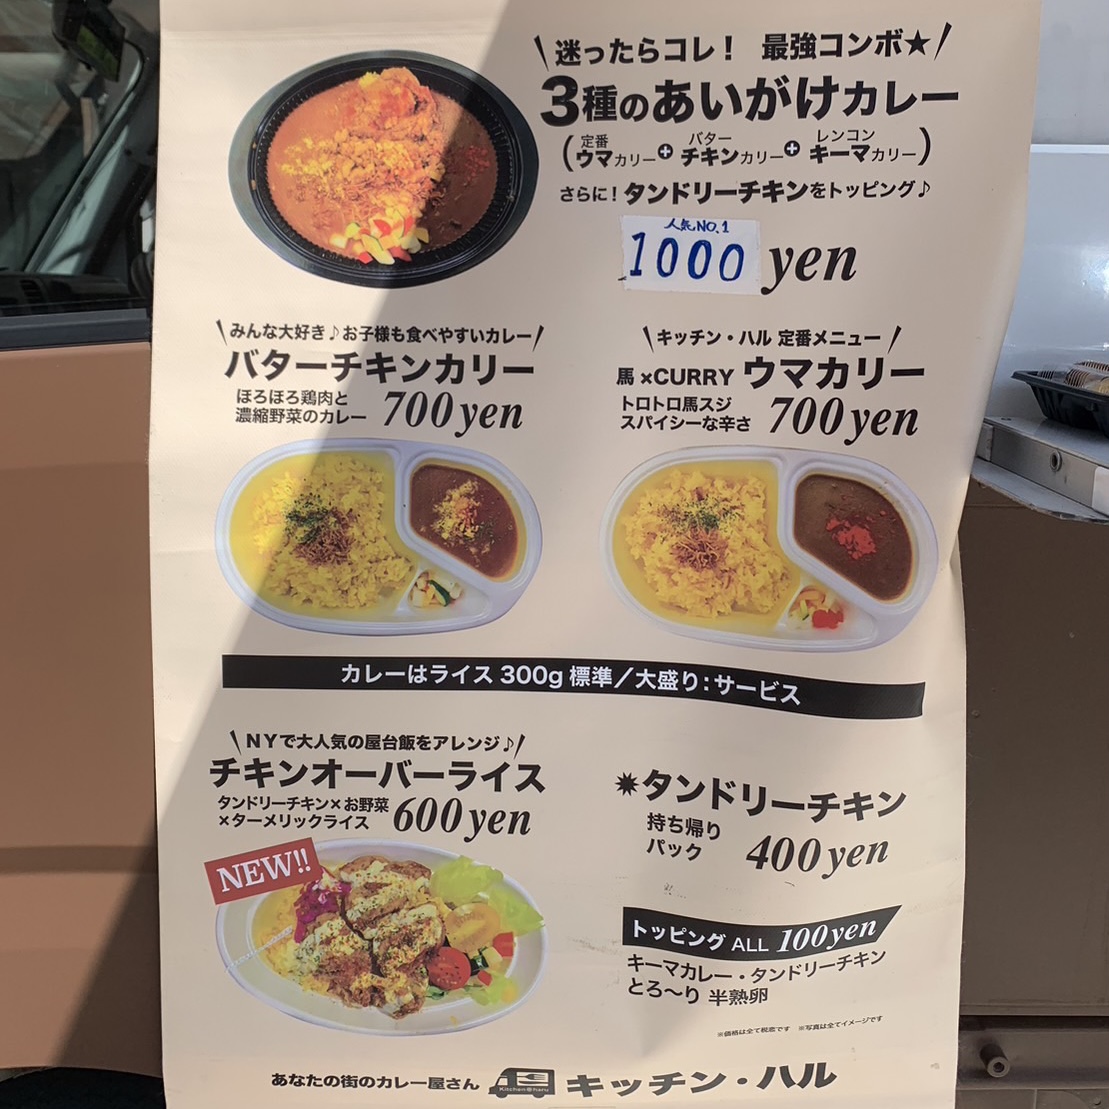 迷ったらコレ！ 最強コンボ★
3種のあいがけカレー
定番 バター レンコン
(ウマカリー+チキンカリー+キーマカリー)
さらに！タンドリーチキンをトッピング♪
人気NO.1
1000 yen
みんな大好き♪お子様も食べやすいカレー
バターチキンカリー
ほろほろ鶏肉と
濃縮野菜のカレー 700yen
キッチン・ハル 定番メニュー
馬×CURRY ウマカリー
トロトロ馬スジ
スパイシーな辛さ 700yen
カレーはライス 300g 標準／大盛り：サービス
NYで大人気の屋台飯をアレンジ♪
チキンオーバーライス
タンドリーチキン×お野菜
×ターメリックライス 600yen
NEW!!
タンドリーチキン
持ち帰り
パック 400yen
トッピング ALL 100yen
キーマカレー・タンドリーチキン
とろ〜り 半熟卵
※価格は全て税込です ※写真は全てイメージです
あなたの街のカレー屋さん キッチン・ハル